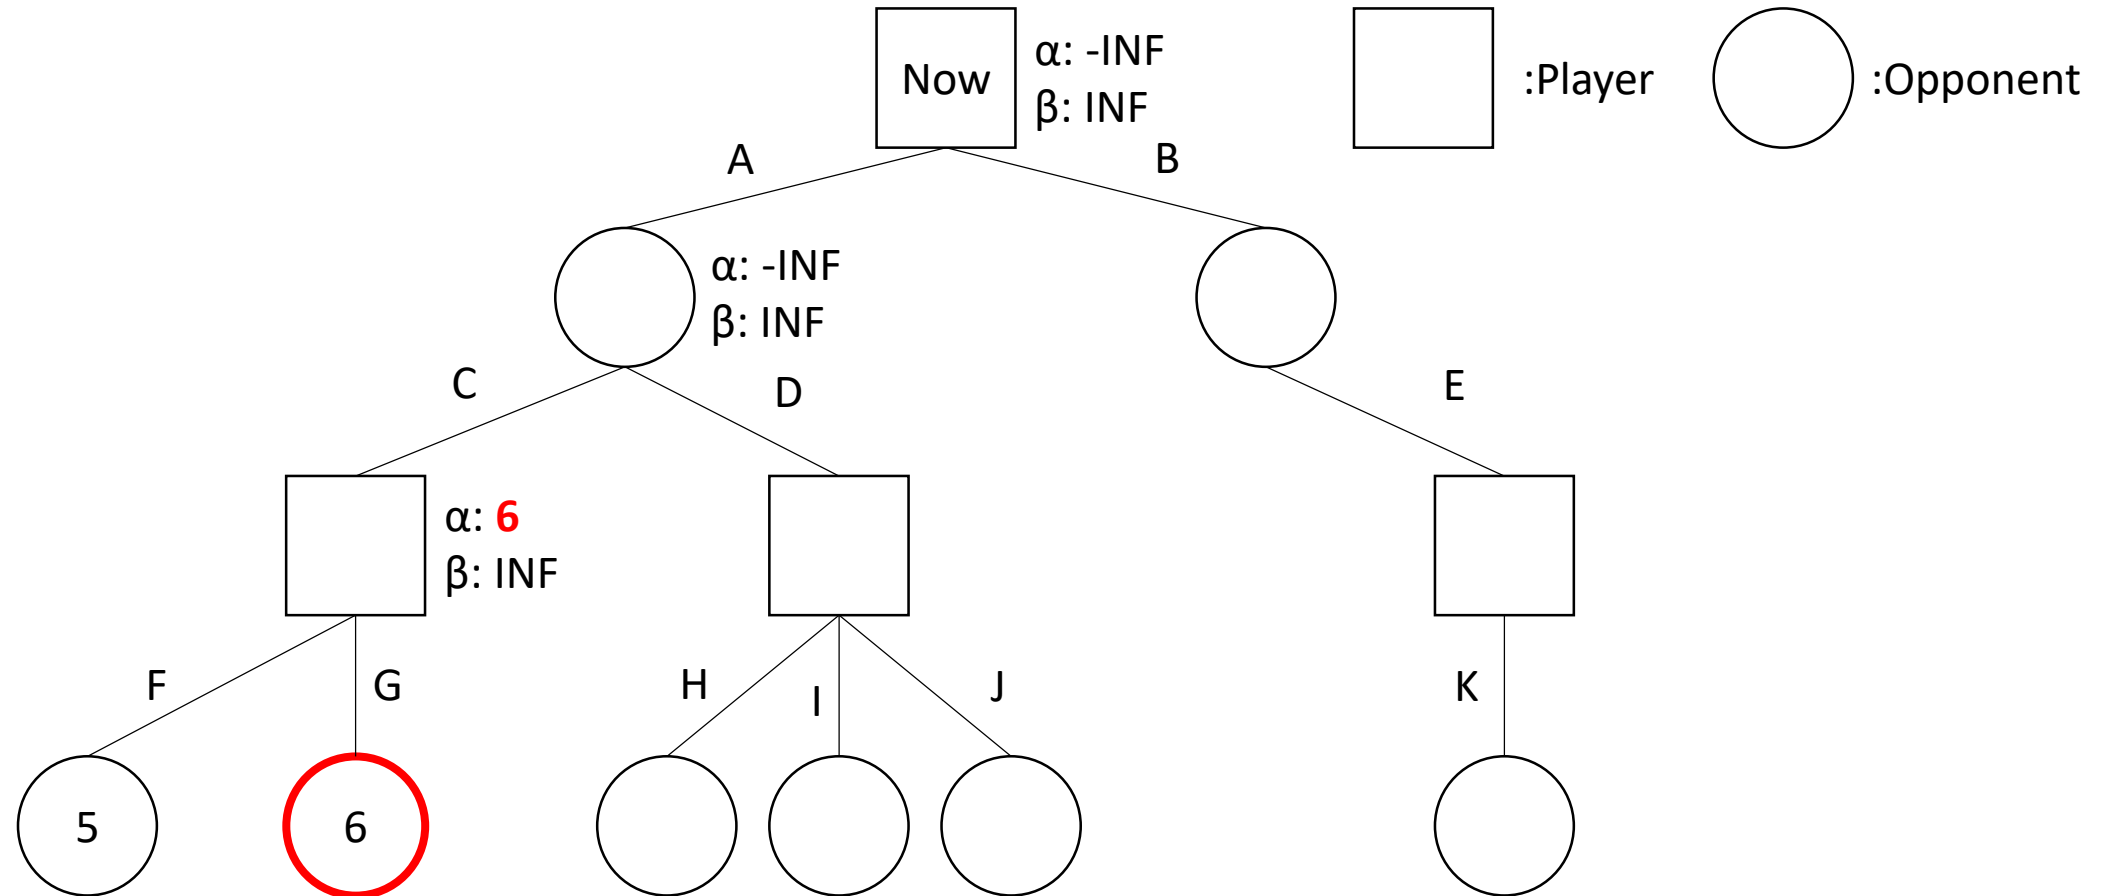 Now
α: -INF
β: INF
:Player
:Opponent
A
B
α: -INF
β: INF
C
D
E
α: 6
β: INF
F
G
H
I
J
K
5
6